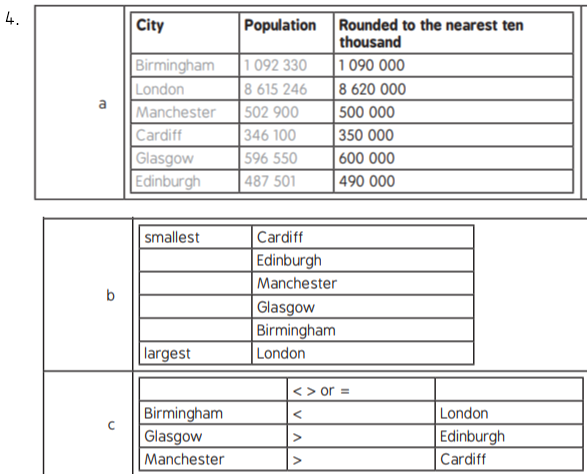 4.
a
City Population Rounded to the nearest ten
thousand
Birmingham 1 092 330 1 090 000
London 8 615 246 8 620 000
Manchester 502 900 500 000
Cardiff 346 100 350 000
Glasgow 596 550 600 000
Edinburgh 487 501 490 000
b
smallest Cardiff
Edinburgh
Manchester
Glasgow
Birmingham
largest London
c
< > or =
Birmingham < London
Glasgow > Edinburgh
Manchester > Cardiff